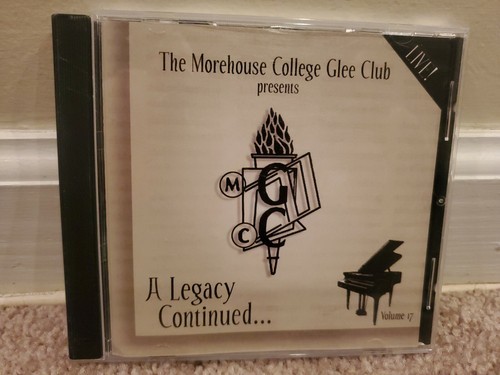 The Morehouse College Glee Club
presents
LIVE!
M
G
C
C
A Legacy
Continued...
Volume 17